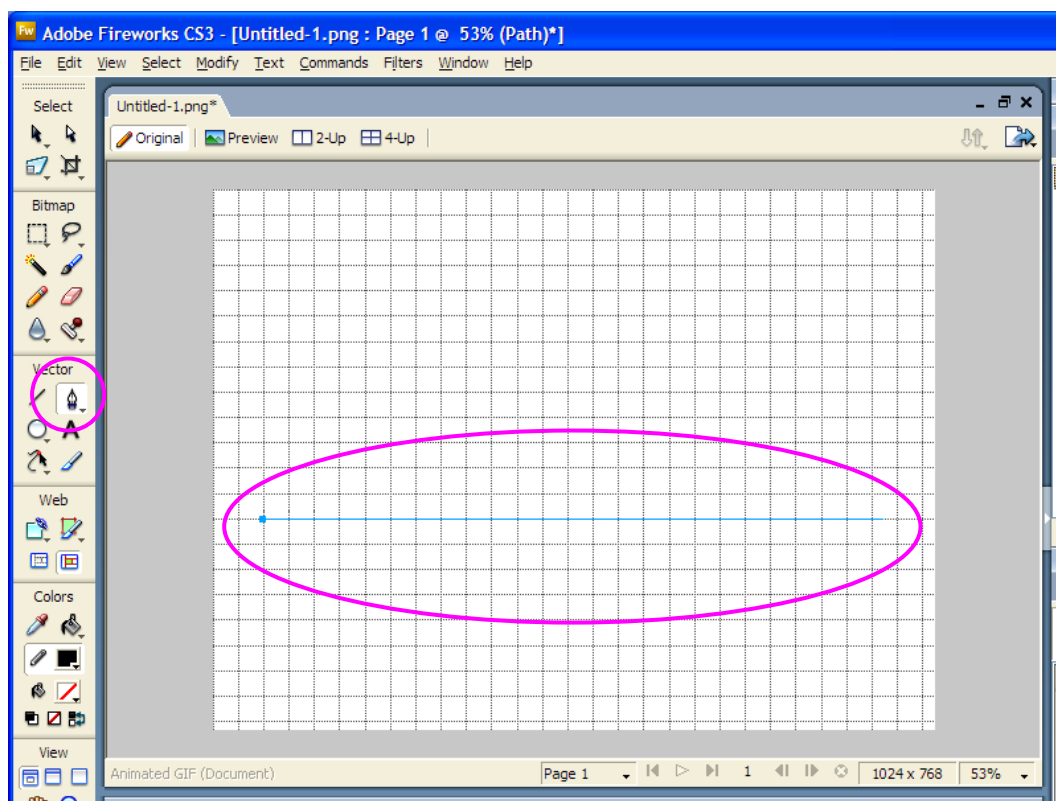 Fw Adobe Fireworks CS3 - [Untitled-1.png : Page 1 @ 53% (Path)*]
File Edit View Select Modify Text Commands Filters Window Help
Select
Untitled-1.png*
Original Preview 2-Up 4-Up
Bitmap
Vector
A
Web
Colors
View
Animated GIF (Document) Page 1 1 1024 x 768 53%